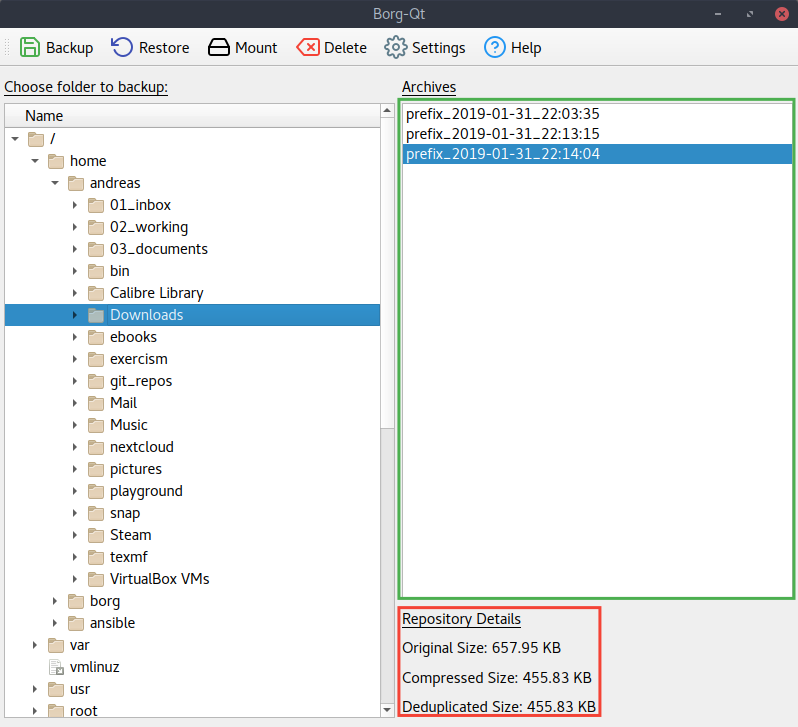 Borg-Qt
Backup Restore Mount Delete Settings Help
Choose folder to backup:
Name
/
home
andreas
01_inbox
02_working
03_documents
bin
Calibre Library
Downloads
ebooks
exercism
git_repos
Mail
Music
nextcloud
pictures
playground
snap
Steam
texmf
VirtualBox VMs
borg
ansible
var
vmlinuz
usr
root
Archives
prefix_2019-01-31_22:03:35
prefix_2019-01-31_22:13:15
prefix_2019-01-31_22:14:04
Repository Details
Original Size: 657.95 KB
Compressed Size: 455.83 KB
Deduplicated Size: 455.83 KB